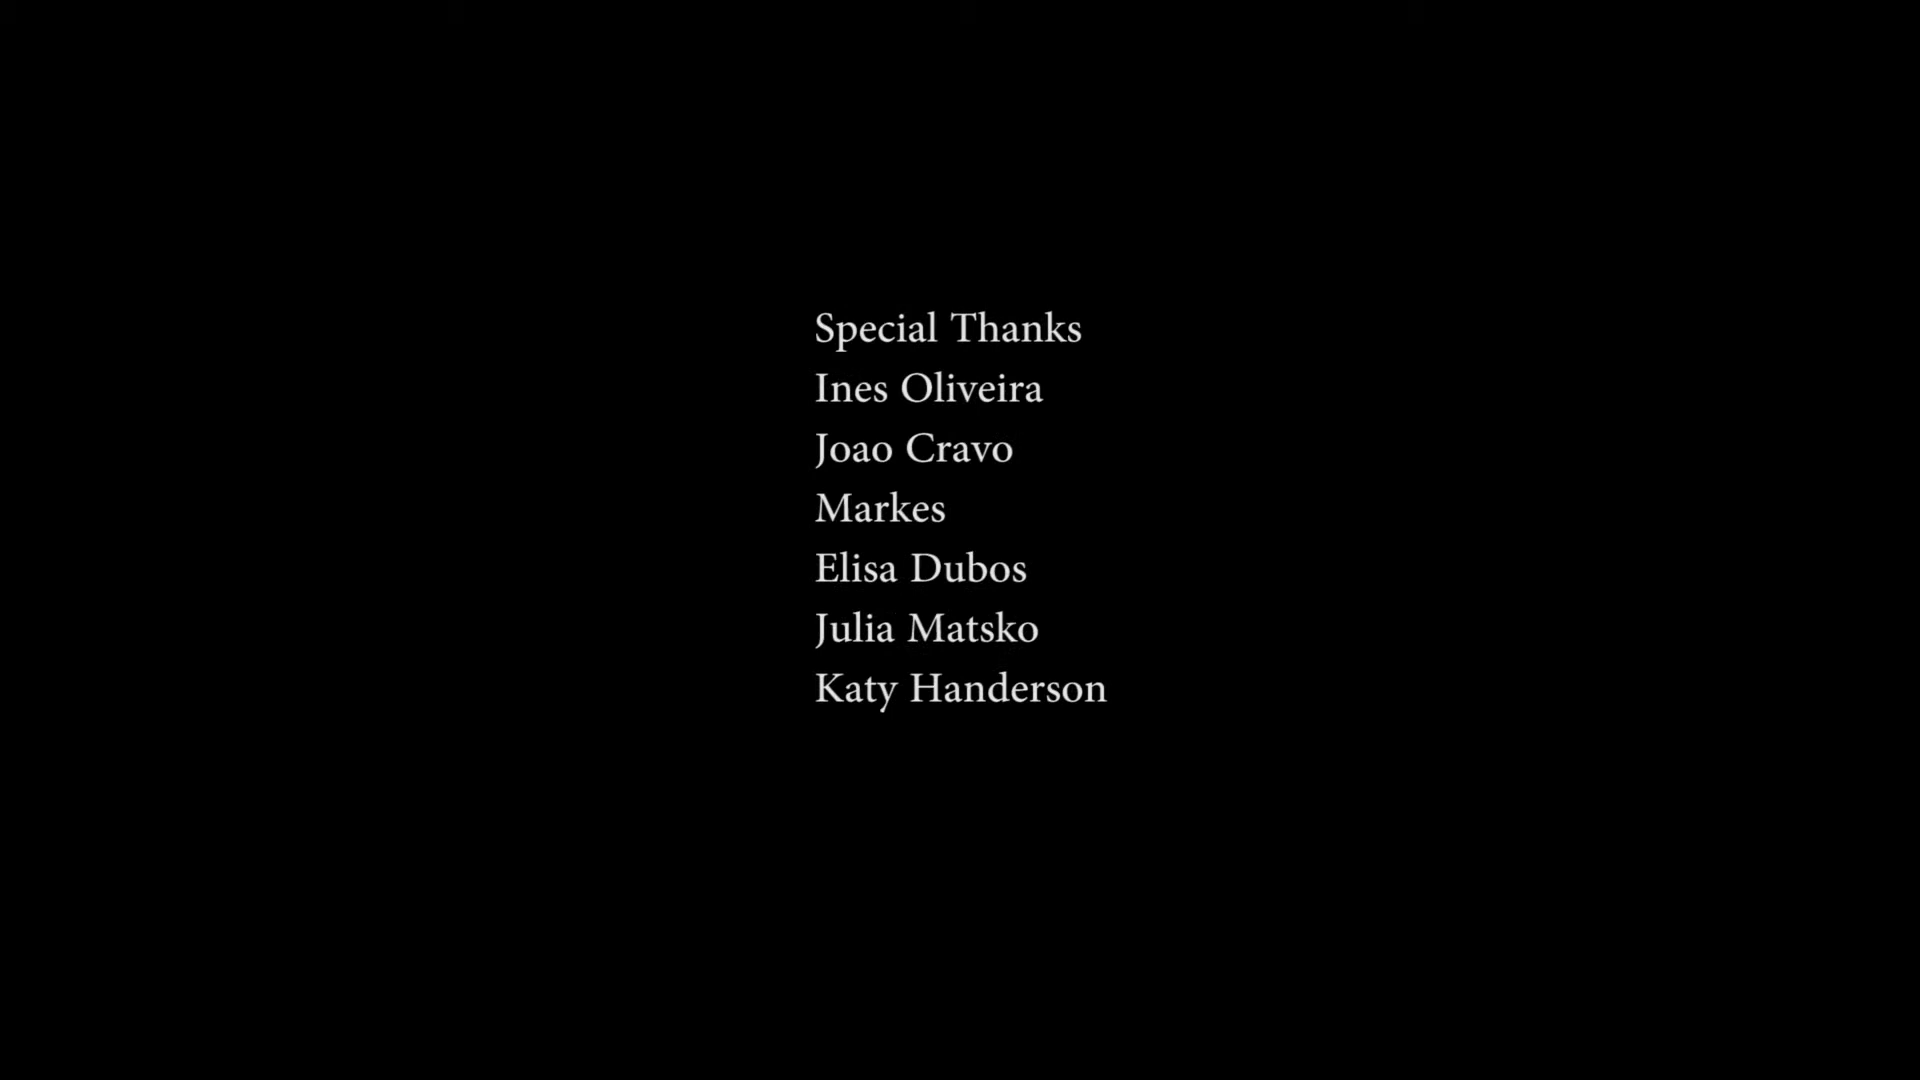 Special Thanks
Ines Oliveira
Joao Cravo
Markes
Elisa Dubos
Julia Matsko
Katy Handerson